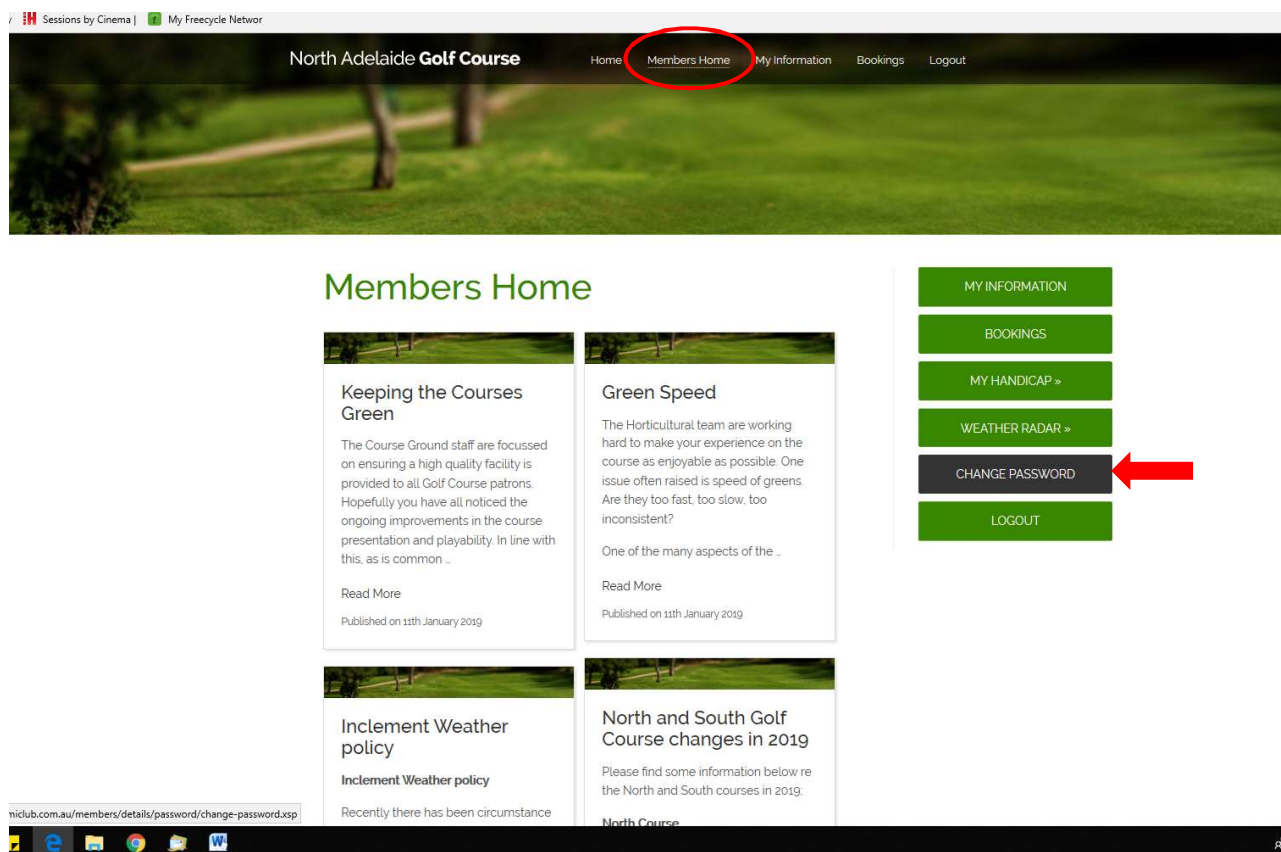 Sessions by Cinema | My Freecycle Networ
North Adelaide Golf Course Home Members Home My Information Bookings Logout
Members Home
Keeping the Courses
Green
The Course Ground staff are focussed
on ensuring a high quality facility is
provided to all Golf Course patrons.
Hopefully you have all noticed the
ongoing improvements in the course
presentation and playability. In line with
this, as is common ...
Read More
Published on 11th January 2019
Green Speed
The Horticultural team are working
hard to make your experience on the
course as enjoyable as possible. One
issue often raised is speed of greens.
Are they too fast, too slow, too
inconsistent?
One of the many aspects of the ...
Read More
Published on 11th January 2019
Inclement Weather
policy
Inclement Weather policy
Recently there has been circumstance
North and South Golf
Course changes in 2019
Please find some information below re
the North and South courses in 2019:
North Course
MY INFORMATION
BOOKINGS
MY HANDICAP »
WEATHER RADAR »
CHANGE PASSWORD
LOGOUT
miclub.com.au/members/details/password/change-password.xsp